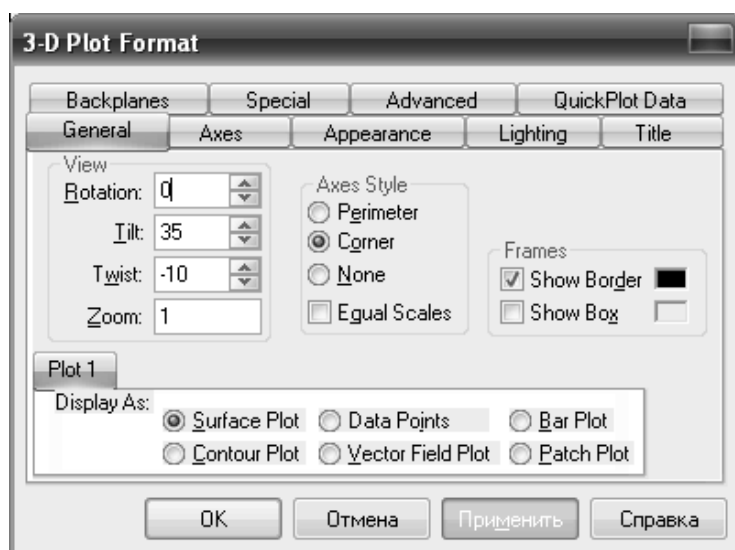 3-D Plot Format
Backplanes Special Advanced QuickPlot Data
General Axes Appearance Lighting Title
View
Rotation: 0
Tilt: 35
Twist: -10
Zoom: 1
Axes Style
Perimeter
Corner
None
Equal Scales
Frames
Show Border
Show Box
Plot 1
Display As:
Surface Plot Data Points Bar Plot
Contour Plot Vector Field Plot Patch Plot
OK Отмена Применить Справка